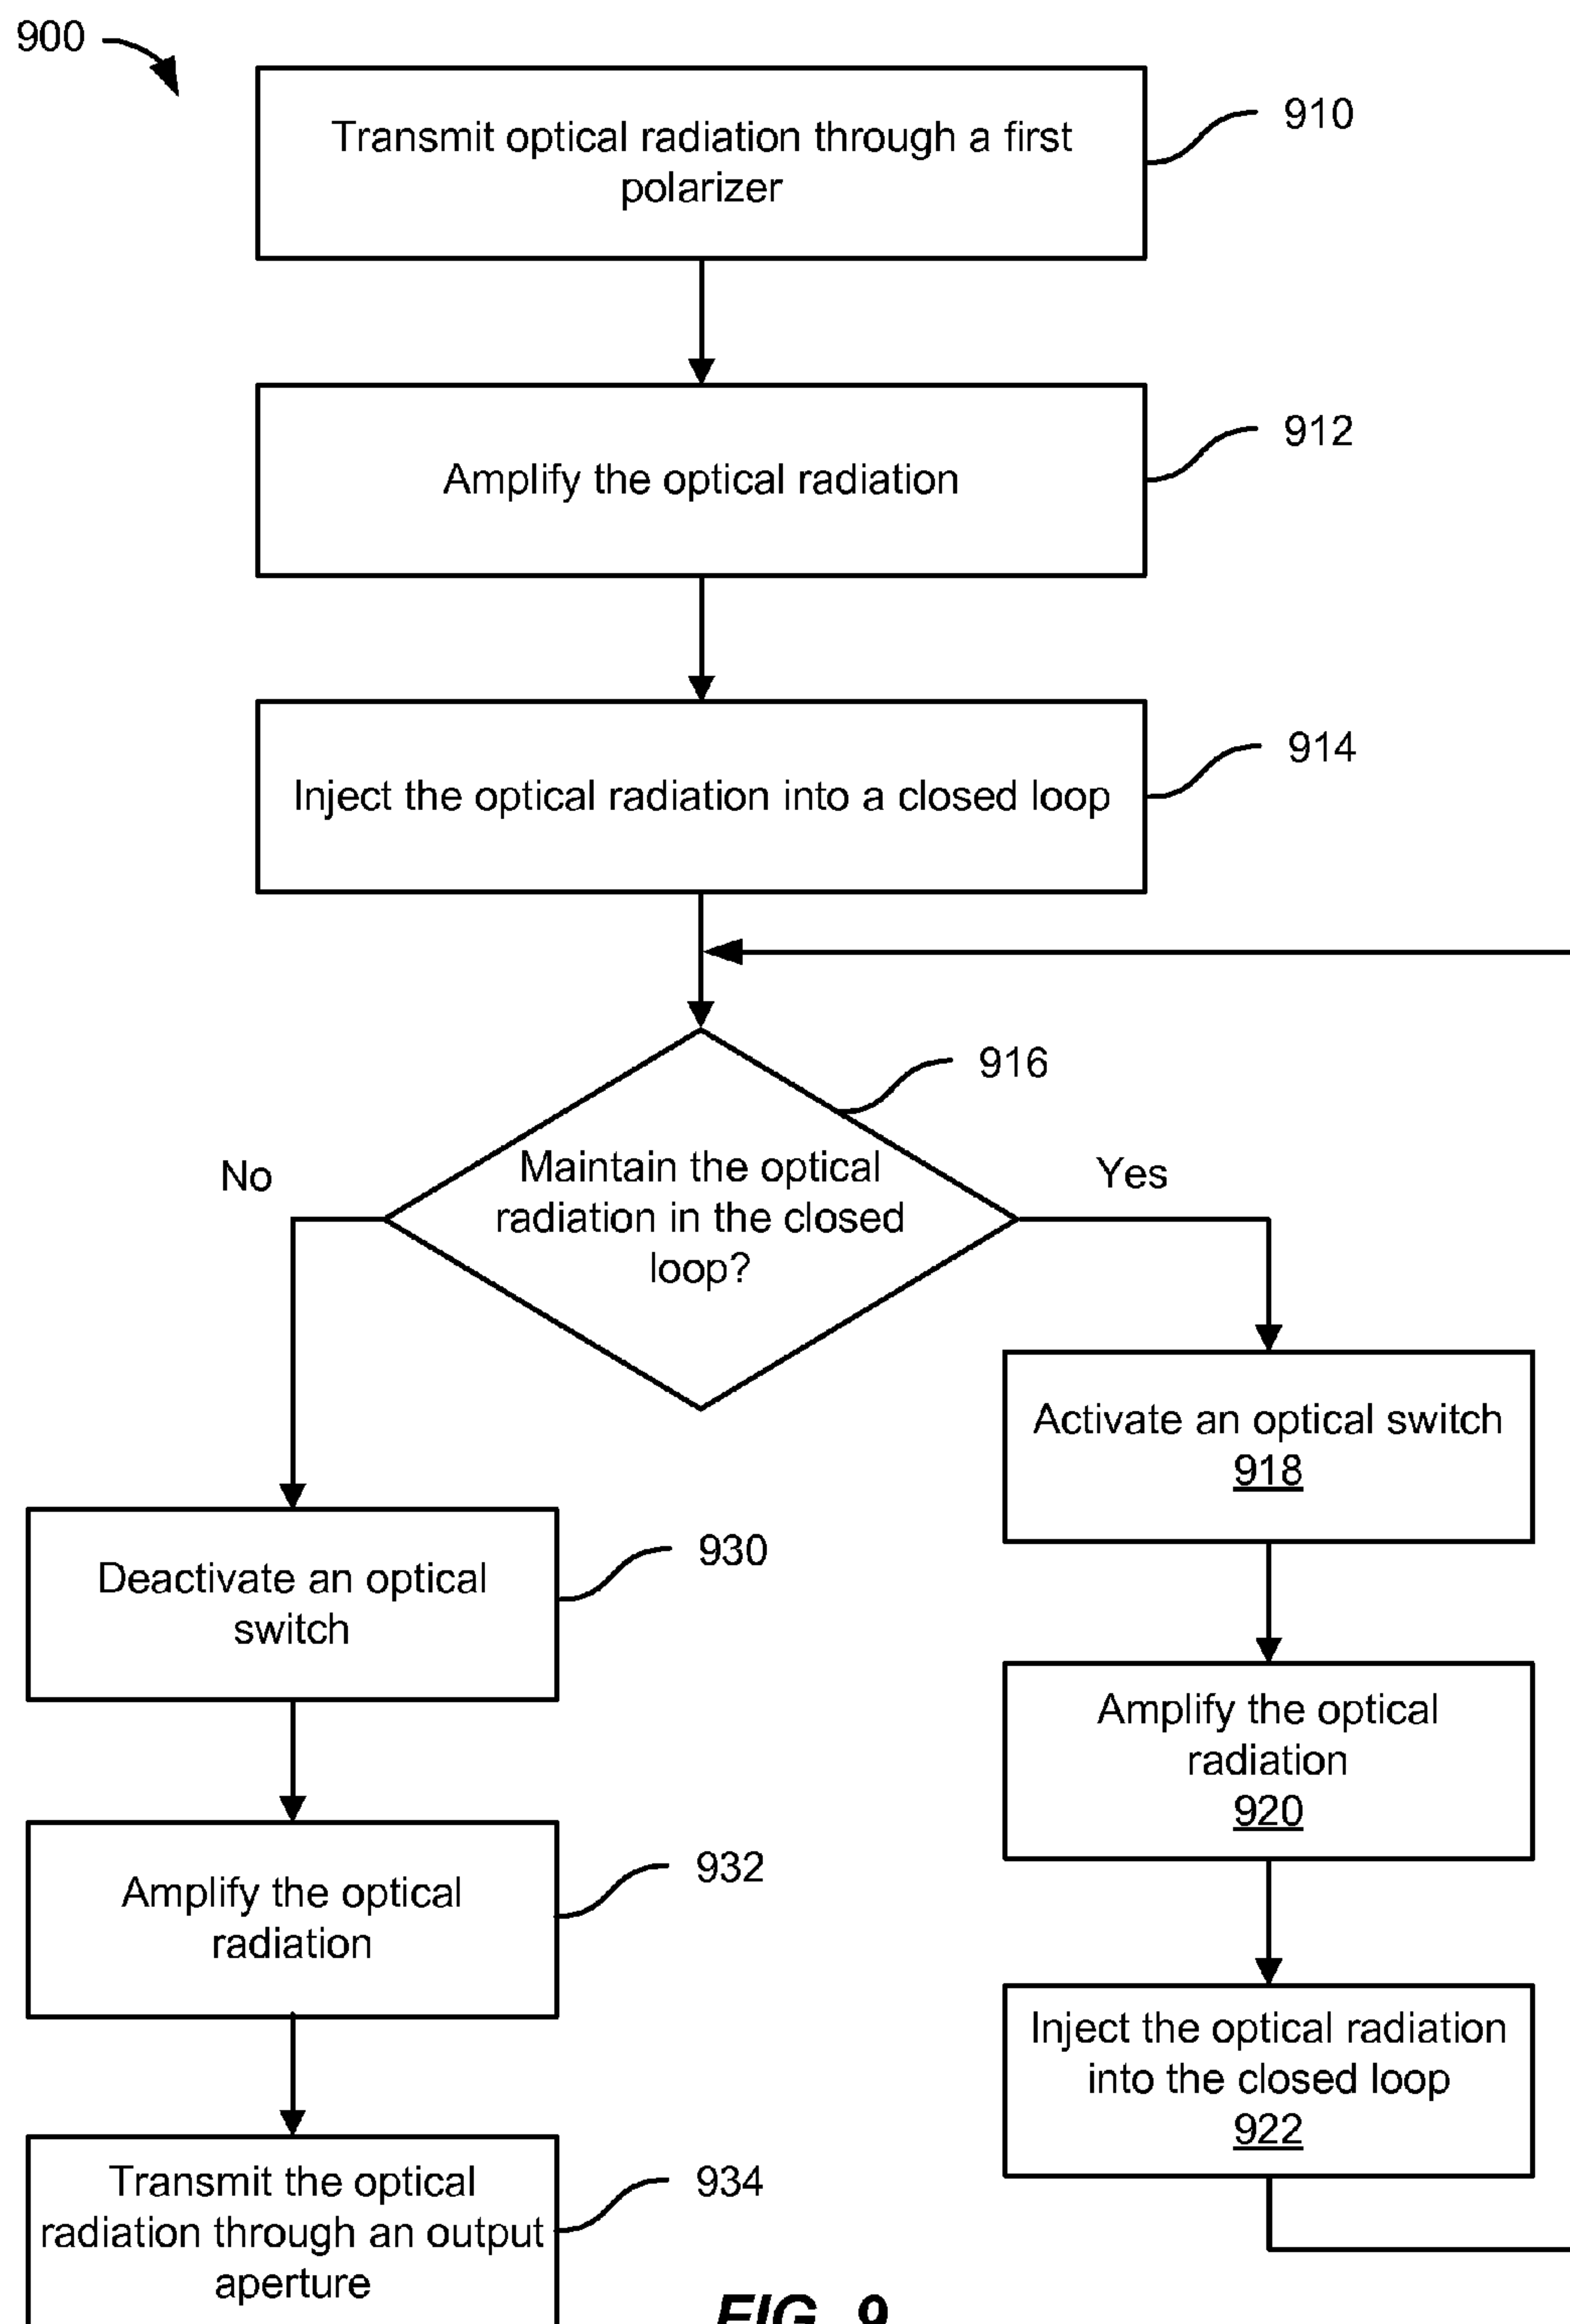 900
Transmit optical radiation through a first
polarizer
910
Amplify the optical radiation
912
Inject the optical radiation into a closed loop
914
Maintain the optical
radiation in the closed
loop?
916
No
Yes
Activate an optical switch
918
Deactivate an optical
switch
930
Amplify the optical
radiation
920
Amplify the optical
radiation
932
Inject the optical radiation
into the closed loop
922
Transmit the optical
radiation through an output
aperture
934
FIG. 9